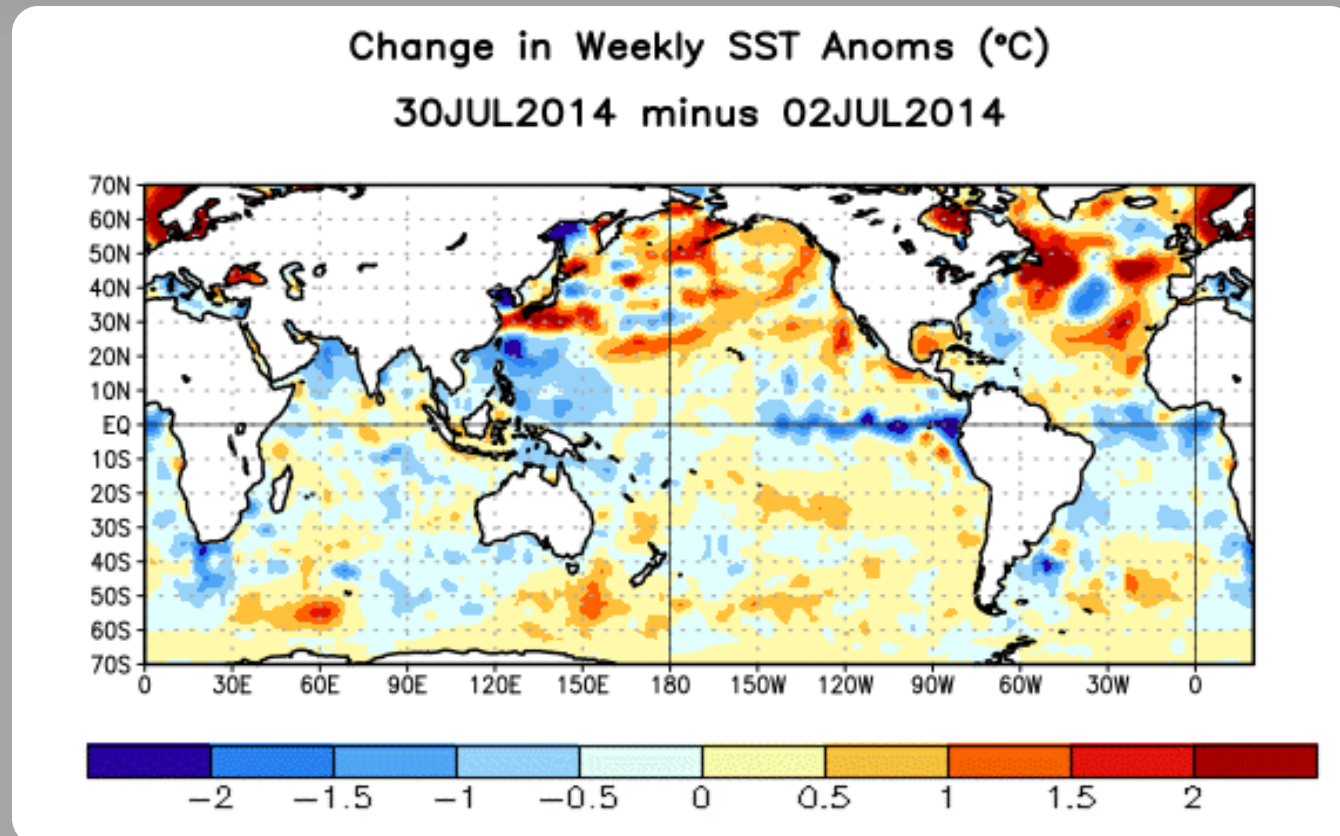 Change in Weekly SST Anoms (°C)
30JUL2014 minus 02JUL2014
70N
60N
50N
40N
30N
20N
10N
EQ
10S
20S
30S
40S
50S
60S
70S
0 30E 60E 90E 120E 150E 180 150W 120W 90W 60W 30W 0
−2 −1.5 −1 −0.5 0 0.5 1 1.5 2